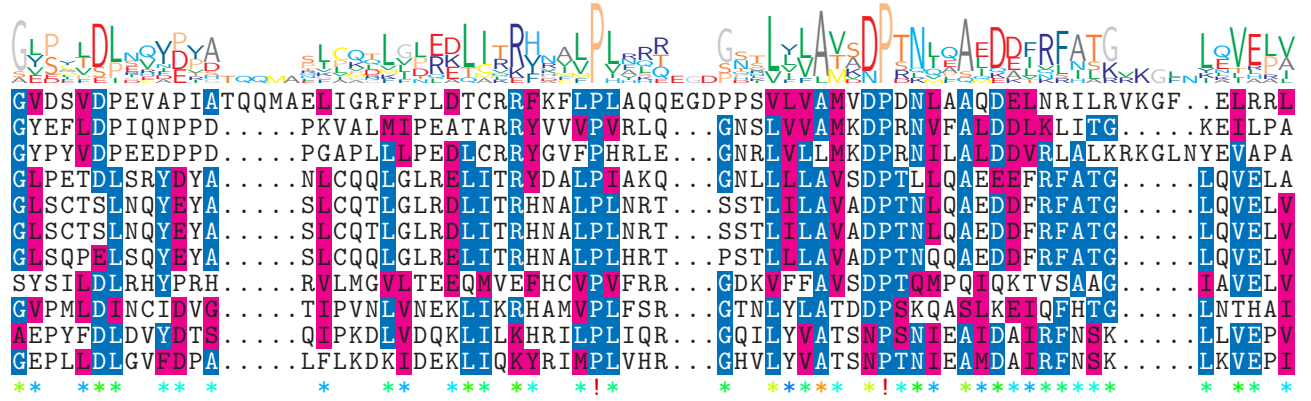 GVDSVDPEVAPIATQQMAELIGRFFPLDTCRRFKFLPLAQQEGDPPSVLVAMVDPDNLAAQDELNRILRVKGF..ELRRL
GYEFLDPIQNPPD.....PKVALMIPEATARRYVVVPVRLQ...GNSLVVAMKDPRNVFALDDLKLITG.....KEILPA
GYPYVDPEEDPPD.....PGAPLLLPEDLCRRYGVFPHRLE...GNRLVLLMKDPRNILALDDVRLALKRKGLNYEVAPA
GLPETDLSRYDYA.....NLCQQLGLRELITRYDALPIAKQ...GNLLLLAVSDPTLLQAEEEFRFATG.....LQVELA
GLSCTSLNQYEYA.....SLCQTLGLRDLITRHNALPLNRT...SSTLILAVADPTNLQAEDDFRFATG.....LQVELV
GLSCTSLNQYEYA.....SLCQTLGLRDLITRHNALPLNRT...SSTLILAVADPTNLQAEDDFRFATG.....LQVELV
GLSQPELSQYEYA.....SLCQQLGLRELITRHNALPLHRT...PSTLLLAVADPTNQQAEDDFRFATG.....LQVELV
SYSILDLRHYPRH.....RVLMGVLTEEQMVEFHCVPVFRR...GDKVFFAVSDPTQMPQIQKTVSAAG.....IAVELV
GVPMLDINCIDVG.....TIPVNLVNEKLIKRHAMVPLFSR...GTNLYLATDDPSKQASLKEIQFHTG.....LNTHAI
AEPYFDLDVYDTS.....QIPKDLVDQKLILKHRILPLIQR...GQILYVATSNPSNIEAIDAIRFNSK.....LLVEPV
GEPLLDLGVFDPA.....LFLKDKIDEKLIQKYRIMPLVHR...GHVLYVATSNPTNIEAMDAIRFNSK.....LKVEPI
**  ***   ** *      *   **  *** **  *!*      *  ***** *!*** **********     * ** *